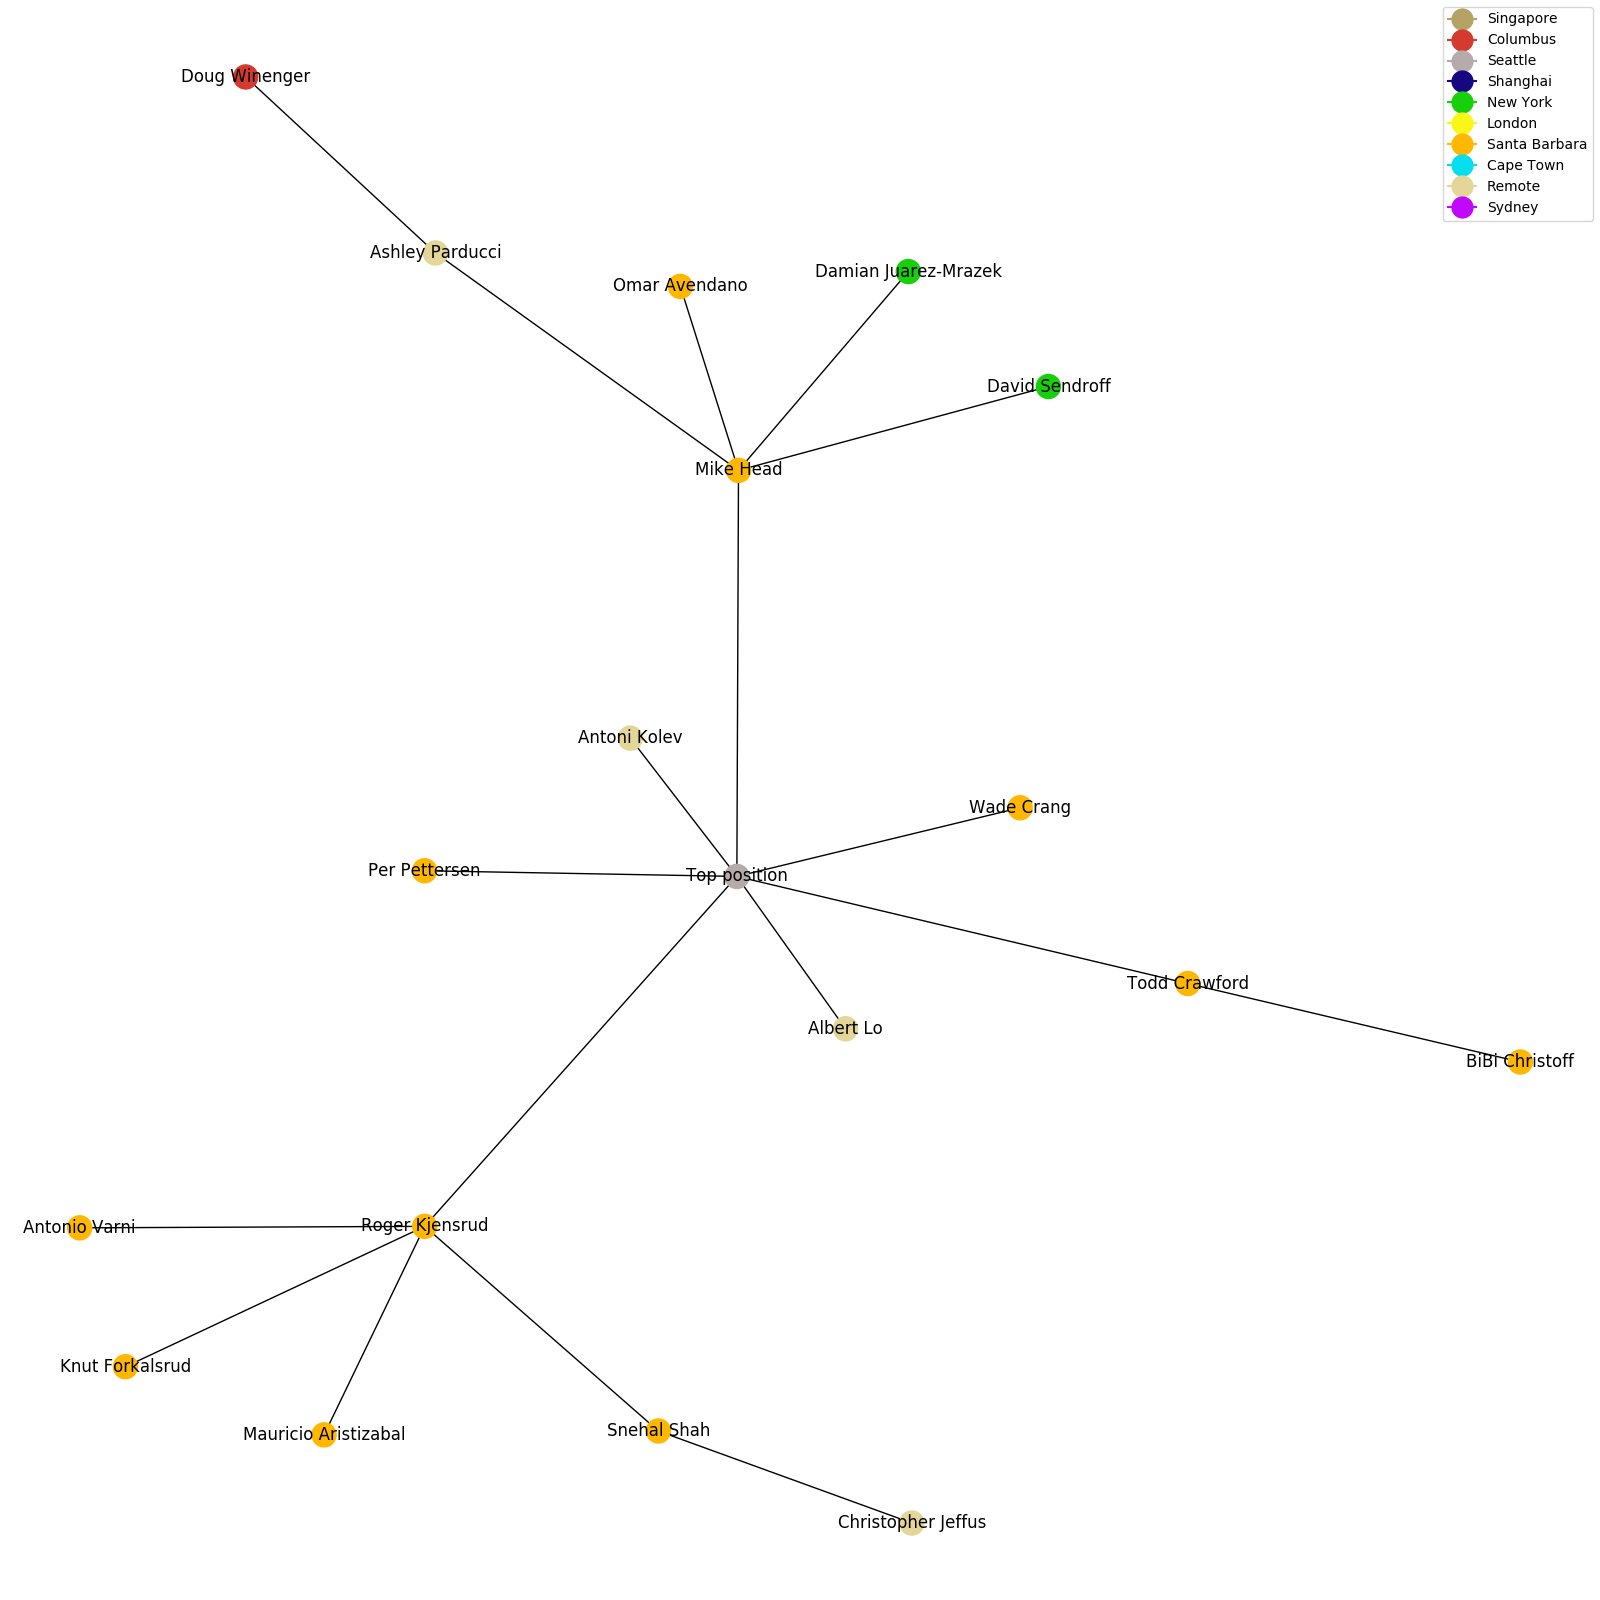 Singapore
Columbus
Seattle
Shanghai
New York
London
Santa Barbara
Cape Town
Remote
Sydney
Doug Winenger
Ashley Parducci
Omar Avendano
Damian Juarez-Mrazek
David Sendroff
Mike Head
Antoni Kolev
Wade Crang
Per Pettersen
Top position
Todd Crawford
Albert Lo
BiBi Christoff
Antonio Varni
Roger Kjensrud
Knut Forkalsrud
Mauricio Aristizabal
Snehal Shah
Christopher Jeffus